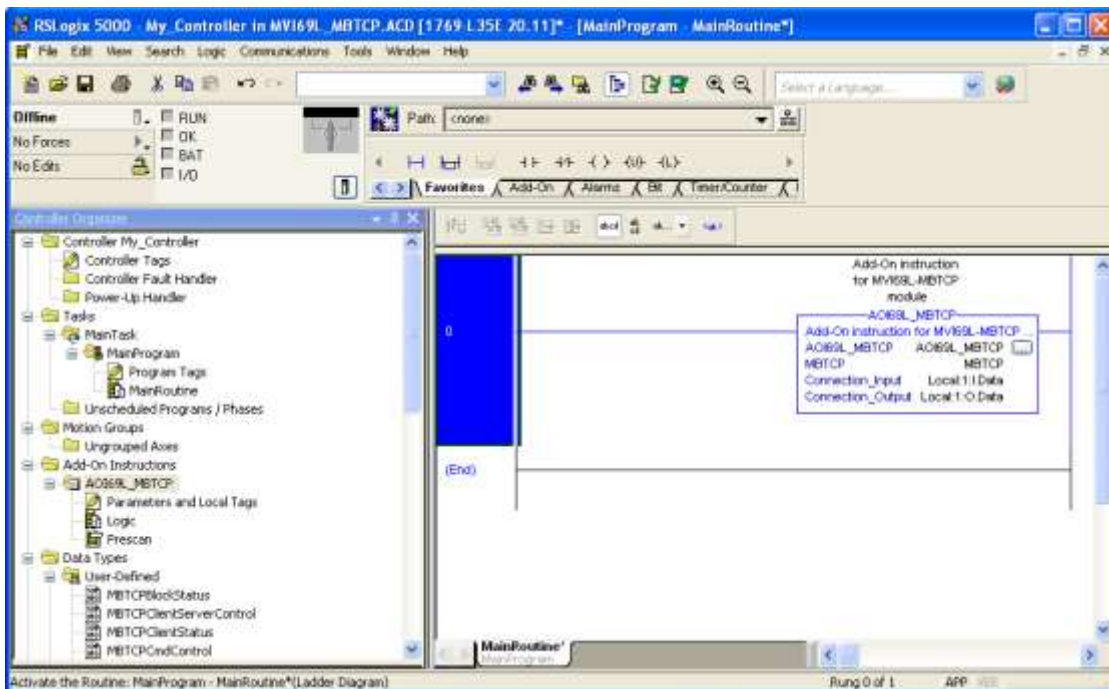 RSLogix 5000 - My_Controller in MVI69L_MBTCP.ACD [1769-L35E 20.11]* - [MainProgram - MainRoutine*]
File Edit View Search Logic Communications Tools Window Help
Select a Language...
Offline
RUN
No Forces
OK
No Edits
BAT
I/O
Path: <none>
Favorites Add-On Alarms Bit Timer/Counter
Controller Organizer
Controller My_Controller
Controller Tags
Controller Fault Handler
Power-Up Handler
Tasks
MainTask
MainProgram
Program Tags
MainRoutine
Unscheduled Programs / Phases
Motion Groups
Ungrouped Axes
Add-On Instructions
AOI69L_MBTCP
Parameters and Local Tags
Logic
Prescan
Data Types
User-Defined
MBTCPBlockStatus
MBTCPClientServerControl
MBTCPClientStatus
MBTCPCmdControl
0
Add-On instruction
for MVI69L-MBTCP
module
AOI69L_MBTCP
Add-On instruction for MVI69L-MBTCP ...
AOI69L_MBTCP AOI69L_MBTCP ...
MBTCP MBTCP
Connection_Input Local:1:I.Data
Connection_Output Local:1:O.Data
(End)
MainRoutine*
MainProgram
Activate the Routine: MainProgram - MainRoutine*(Ladder Diagram)
Rung 0 of 1
APP
VER